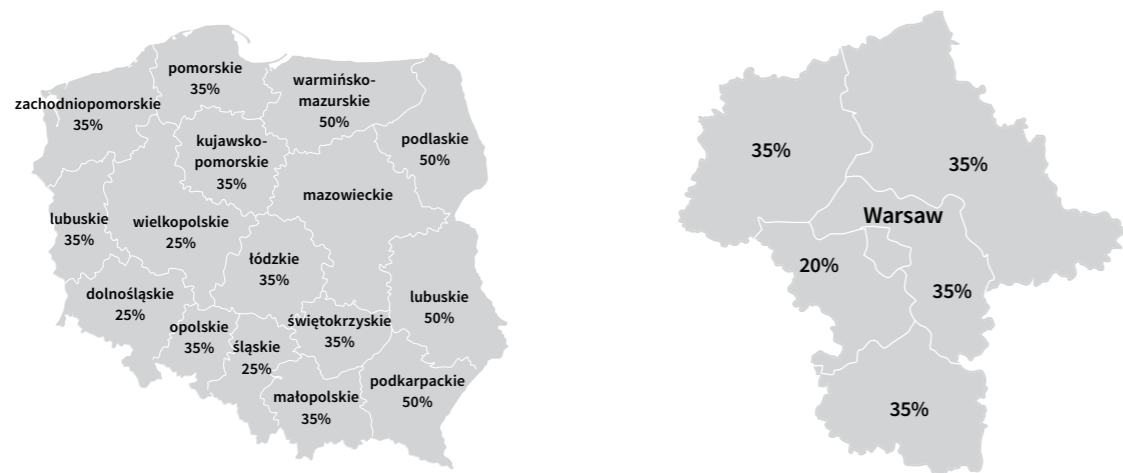 pomorskie
35%
warmińsko-
mazurskie
50%
zachodniopomorskie
35%
kujawsko-
pomorskie
35%
podlaskie
50%
mazowieckie
lubuskie
35%
wielkopolskie
25%
łódzkie
35%
dolnośląskie
25%
lubuskie
50%
opolskie
35%
świętokrzyskie
35%
śląskie
25%
małopolskie
35%
podkarpackie
50%
35%
35%
Warsaw
20%
35%
35%